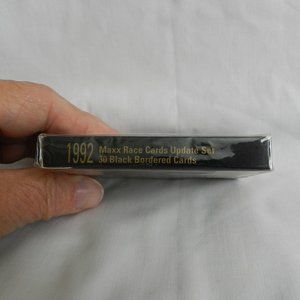 1992 Maxx Race Cards Update Set
30 Black Bordered Cards